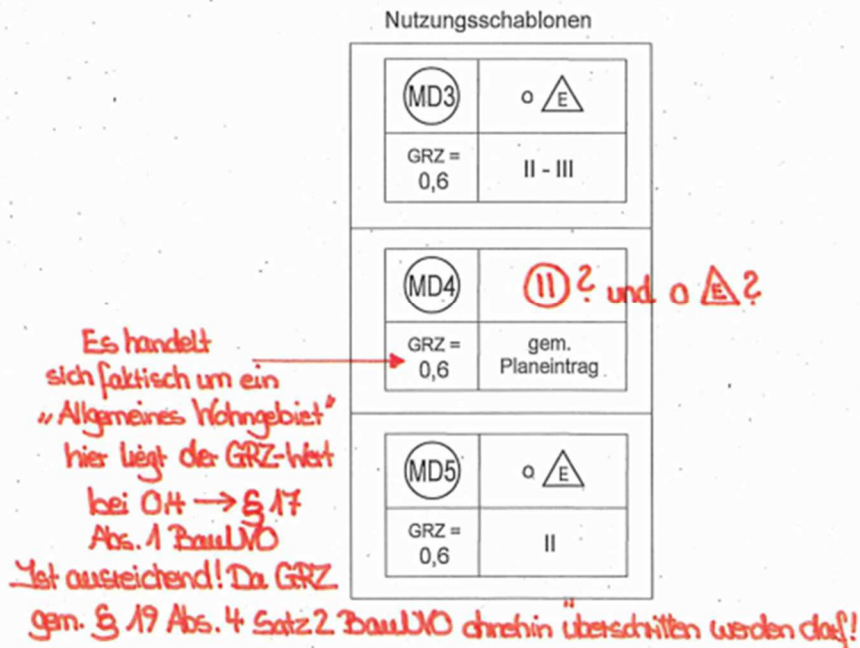 Nutzungsschablonen
MD3
o E
GRZ =
0,6
II - III
MD4
II ? und o E ?
GRZ =
0,6
gem.
Planeintrag
Es handelt
sich faktisch um ein
„Allgemeines Wohngebiet"
hier liegt der GRZ-Wert
bei 0,4 → § 17
Abs. 1 BauNVO
Ist ausreichend! Da GRZ
gem. § 19 Abs. 4 Satz 2 BauNVO ohnehin überschritten werden darf!
MD5
o E
GRZ =
0,6
II